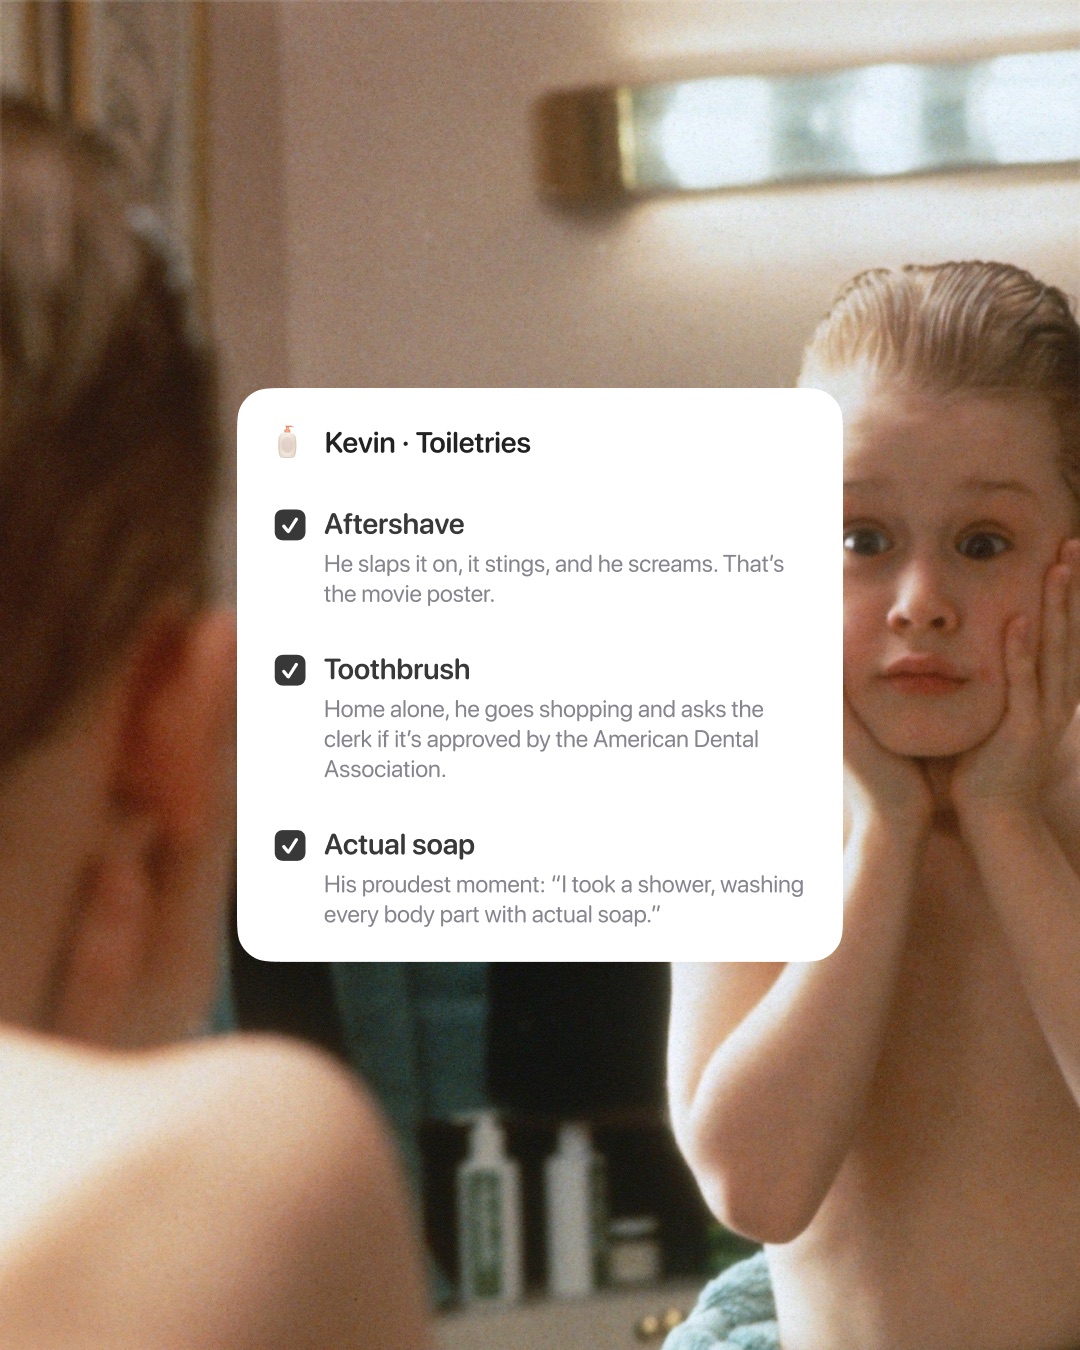 Kevin · Toiletries
Aftershave
He slaps it on, it stings, and he screams. That’s
the movie poster.
Toothbrush
Home alone, he goes shopping and asks the
clerk if it’s approved by the American Dental
Association.
Actual soap
His proudest moment: “I took a shower, washing
every body part with actual soap.”